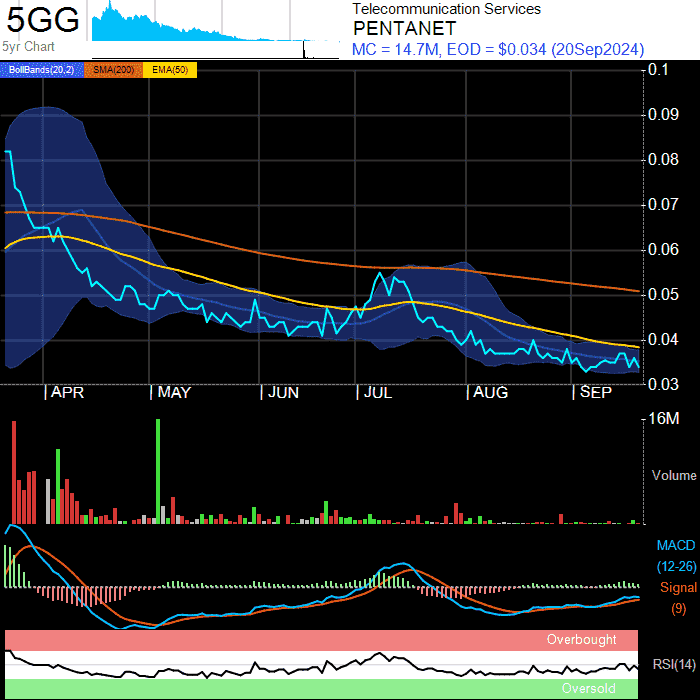 5GG
5yr Chart
Telecommunication Services
PENTANET
MC = 14.7M, EOD = $0.034 (20Sep2024)
BollBands(20,2) SMA(200) EMA(50)
0.1
0.09
0.08
0.07
0.06
0.05
0.04
0.03
APR MAY JUN JUL AUG SEP
16M
Volume
MACD
(12-26)
Signal
(9)
Overbought
RSI(14)
Oversold